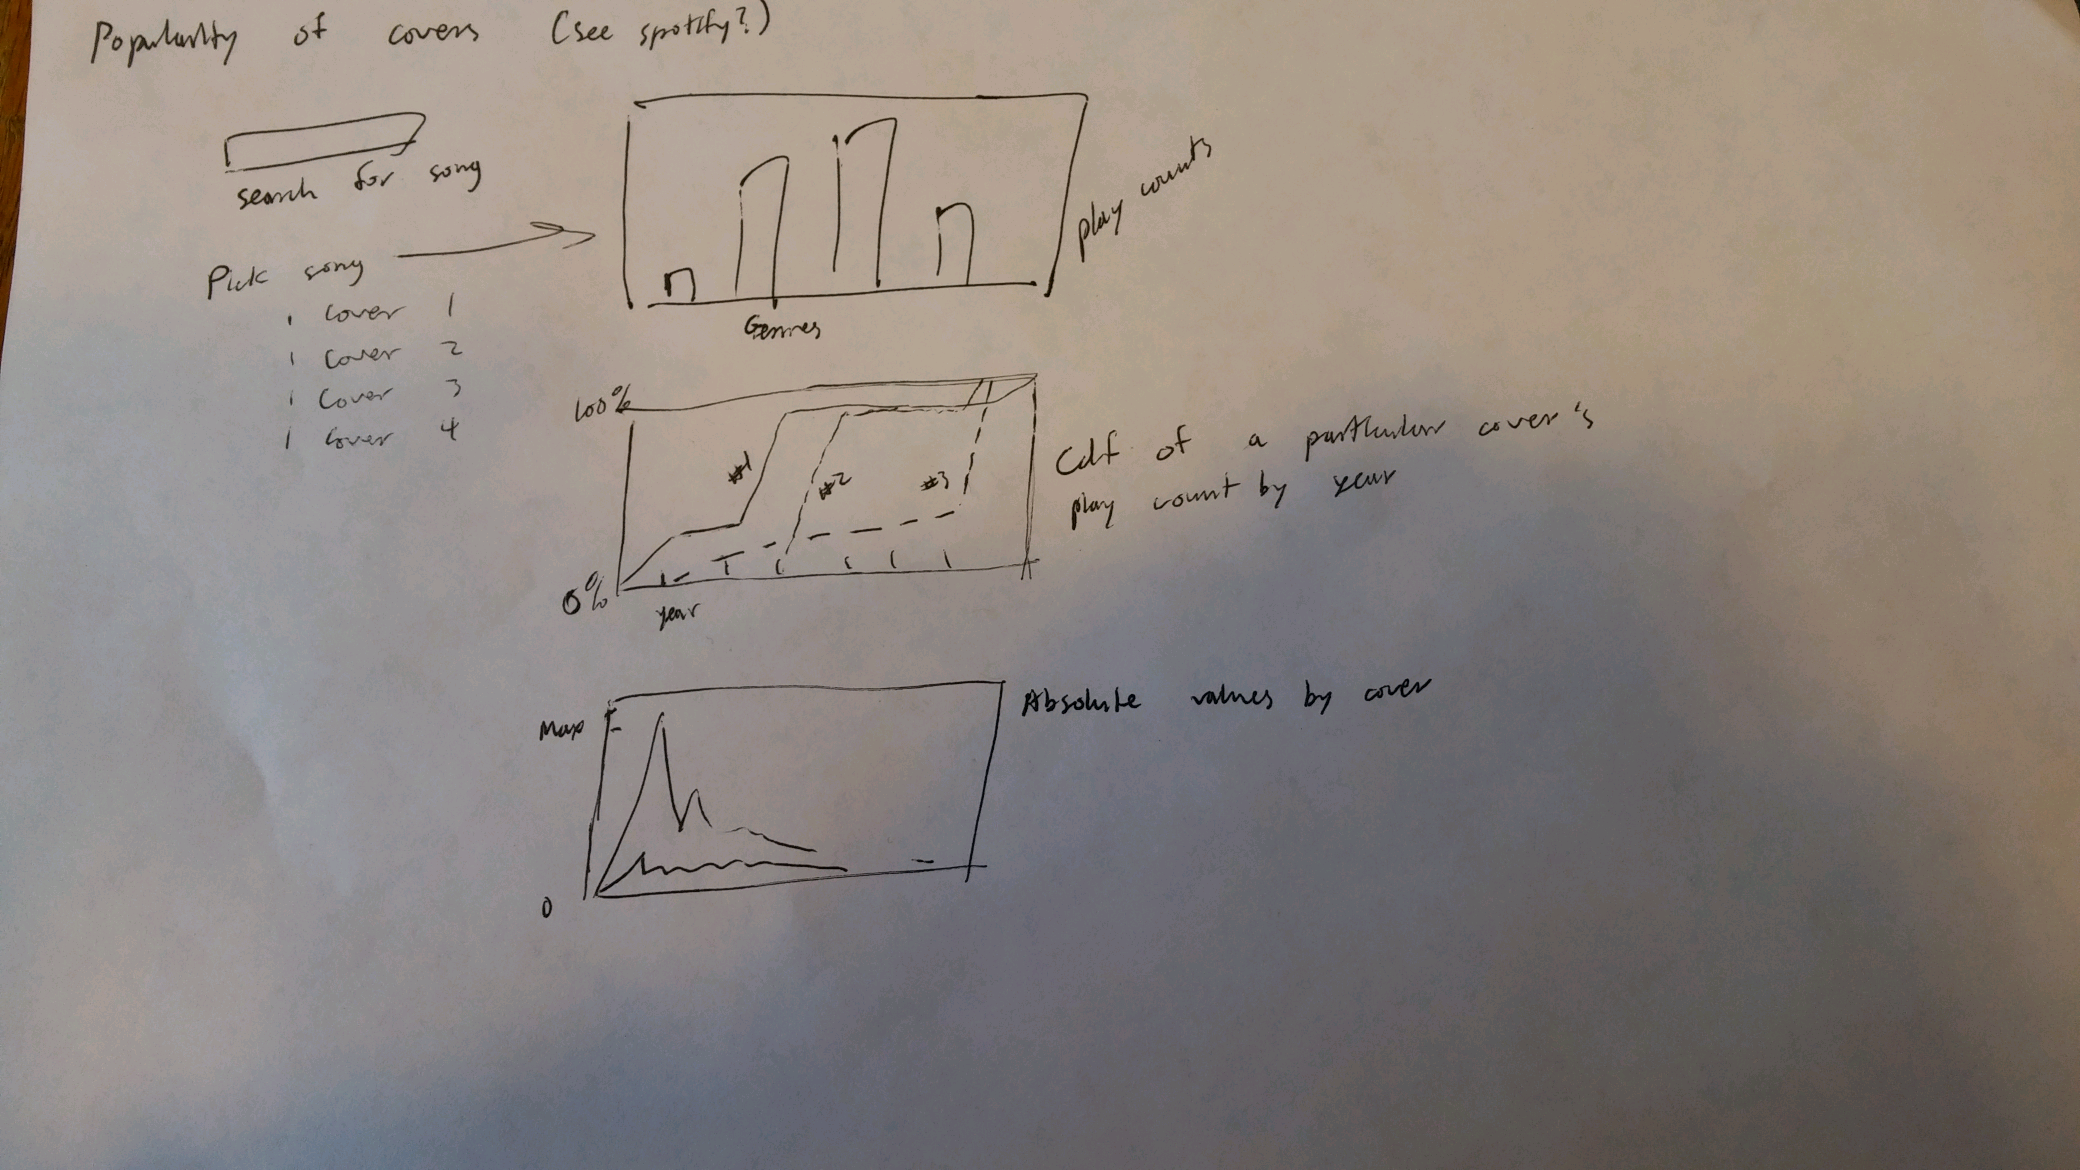 Popularity of covers (see spotify?)
search for song
Pick song
cover 1
cover 2
cover 3
cover 4
play counts
Genres
100%
#1
#2
#3
0%
year
Cdf of a particular cover's
play count by year
Max
0
Absolute values by cover